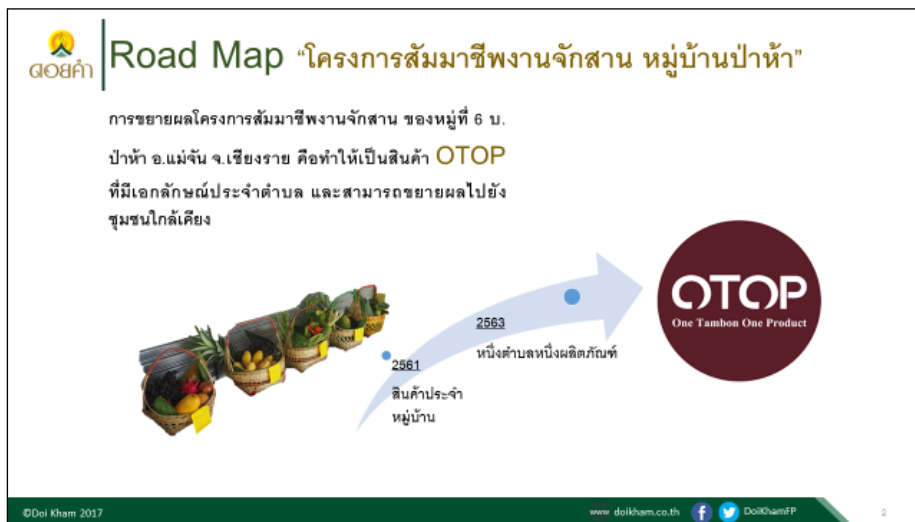 ดอยคำ
Road Map “โครงการสัมมาชีพงานจักสาน หมู่บ้านป่าห้า”
การขยายผลโครงการสัมมาชีพงานจักสาน ของหมู่ที่ 6 บ.
ป่าห้า อ.แม่จัน จ.เชียงราย คือทำให้เป็นสินค้า OTOP
ที่มีเอกลักษณ์ประจำตำบล และสามารถขยายผลไปยัง
ชุมชนใกล้เคียง
OTOP
One Tambon One Product
2563
หนึ่งตำบลหนึ่งผลิตภัณฑ์
2561
สินค้าประจำ
หมู่บ้าน
©Doi Kham 2017
www doikham.co.th
DoiKhamFP
2